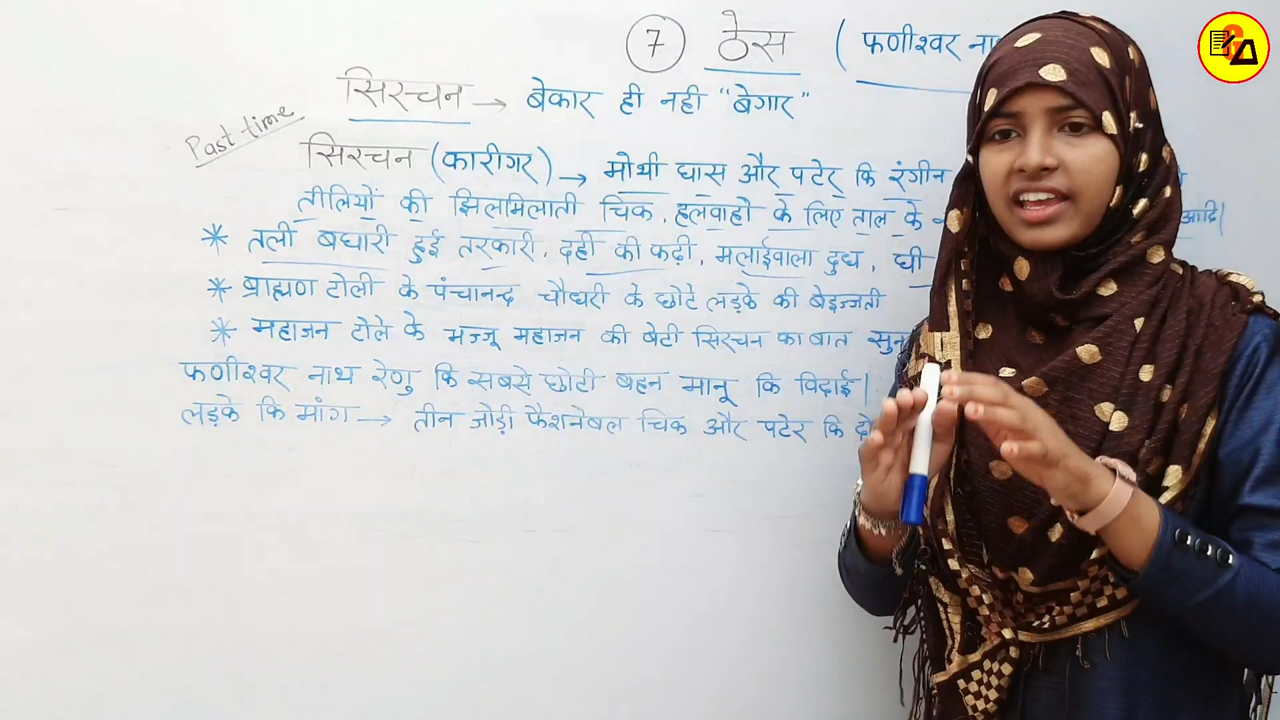 7 ठेस ( फणीश्वर ना
सिरचन → बेकार ही नही "बेगार"
Past time
सिरचन (कारीगर) → मोथी घास और पटेर कि रंगीन
तीलियों की झिलमिलाती चिक, हलवाहो के लिए ताल के आदि|
* तली बघारी हुई तरकारी, दही की कढ़ी, मलाईवाला दुध, घी
* ब्राह्मण टोली के पंचानन्द चौधरी के छोटे लड़के की बेइज्जती
* महाजन टोले के भज्जू महाजन की बेटी सिरचन का बात सुन
फणीश्वर नाथ रेणु कि सबसे छोटी बहन मानू कि विदाई|
लड़के कि मांग → तीन जोड़ी फैशनेबल चिक और पटेर कि दो